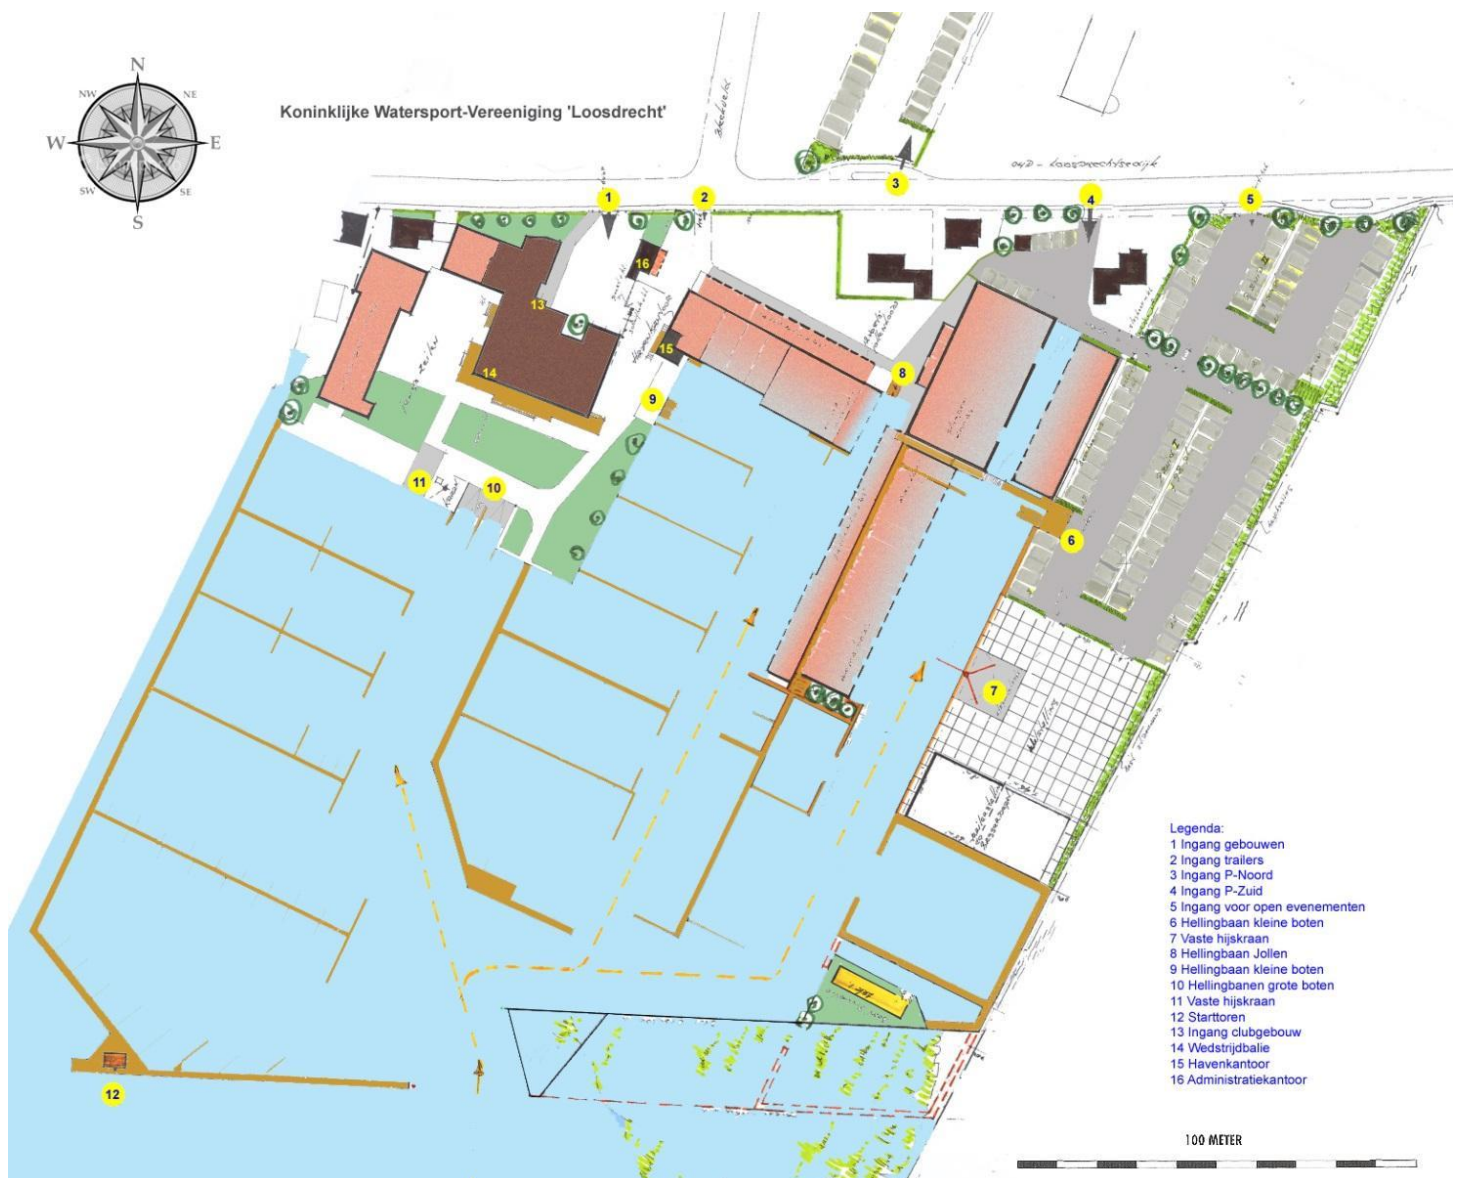 N
NW
NE
W
E
SW
SE
S
Koninklijke Watersport-Vereeniging 'Loosdrecht'
OUD - Loosdrechtsedijk
1
2
3
4
5
16
13
15
14
8
9
11
10
6
7
12
Legenda:
1 Ingang gebouwen
2 Ingang trailers
3 Ingang P-Noord
4 Ingang P-Zuid
5 Ingang voor open evenementen
6 Hellingbaan kleine boten
7 Vaste hijskraan
8 Hellingbaan Jollen
9 Hellingbaan kleine boten
10 Hellingbanen grote boten
11 Vaste hijskraan
12 Starttoren
13 Ingang clubgebouw
14 Wedstrijdbalie
15 Havenkantoor
16 Administratiekantoor
100 METER